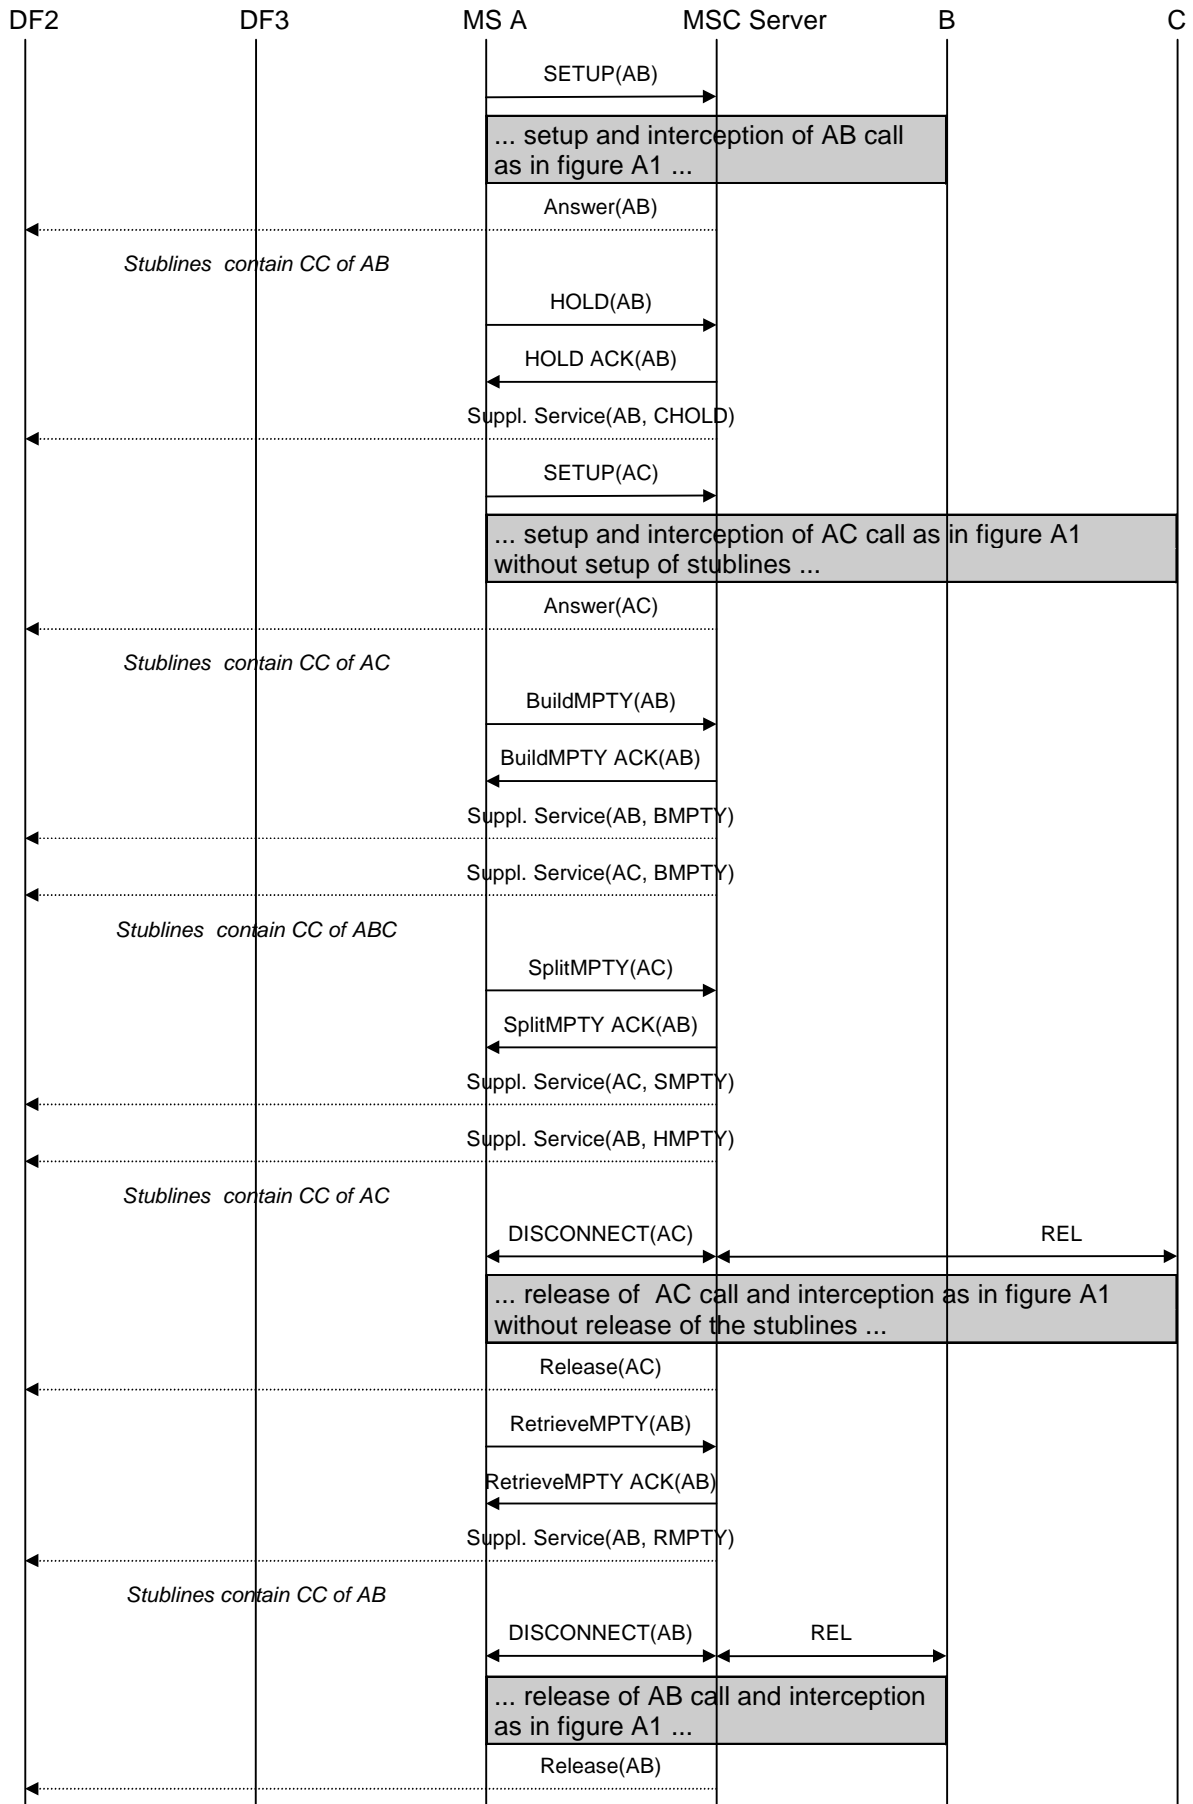 DF2 DF3 MS A MSC Server B C
SETUP(AB)
... setup and interception of AB call
as in figure A1 ...
Answer(AB)
Stublines contain CC of AB
HOLD(AB)
HOLD ACK(AB)
Suppl. Service(AB, CHOLD)
SETUP(AC)
... setup and interception of AC call as in figure A1
without setup of stublines ...
Answer(AC)
Stublines contain CC of AC
BuildMPTY(AB)
BuildMPTY ACK(AB)
Suppl. Service(AB, BMPTY)
Suppl. Service(AC, BMPTY)
Stublines contain CC of ABC
SplitMPTY(AC)
SplitMPTY ACK(AB)
Suppl. Service(AC, SMPTY)
Suppl. Service(AB, HMPTY)
Stublines contain CC of AC
DISCONNECT(AC) REL
... release of AC call and interception as in figure A1
without release of the stublines ...
Release(AC)
RetrieveMPTY(AB)
RetrieveMPTY ACK(AB)
Suppl. Service(AB, RMPTY)
Stublines contain CC of AB
DISCONNECT(AB) REL
... release of AB call and interception
as in figure A1 ...
Release(AB)